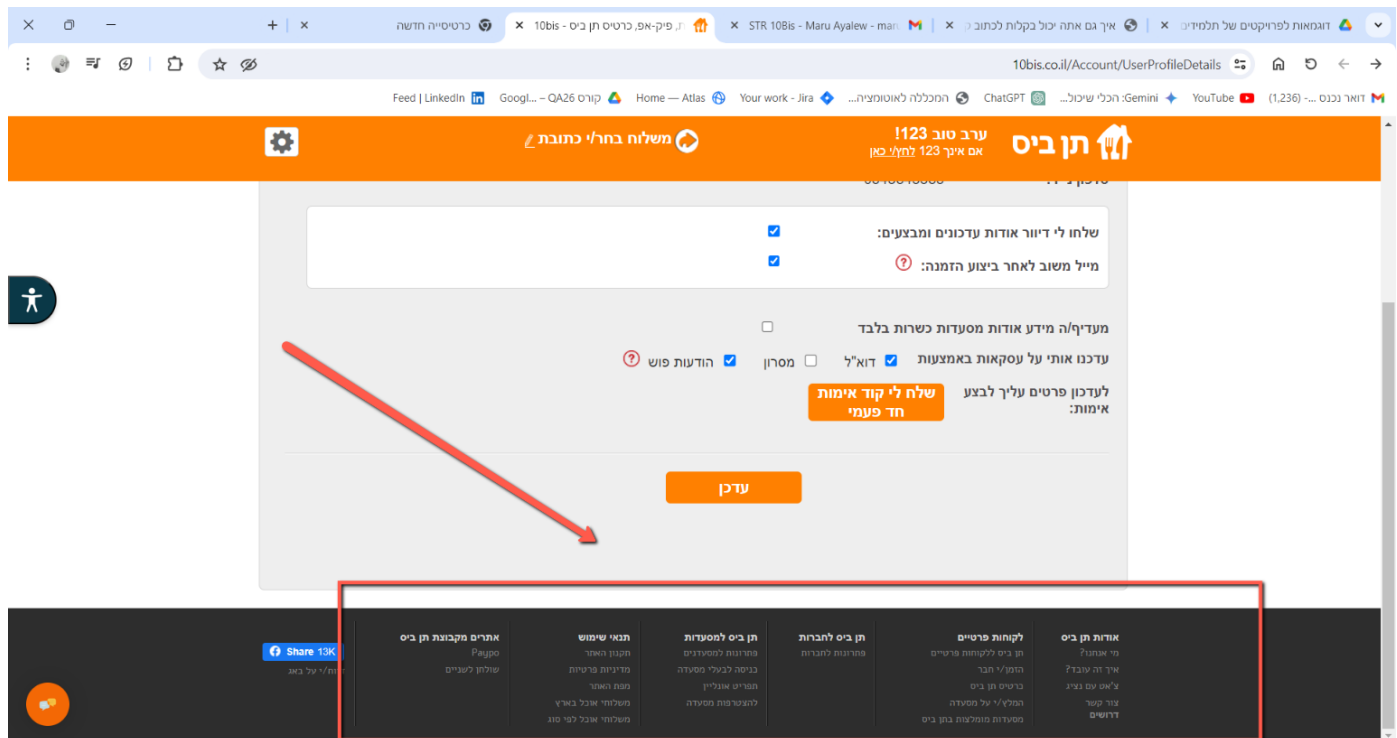 דוגמאות לפרויקטים של תלמידים
איך גם אתה יכול בקלות לכתוב
STR 10Bis - Maru Ayalew - mar
ת, פיק-אפ, כרטיס תן ביס - 10bis
כרטיסייה חדשה
10bis.co.il/Account/UserProfileDetails
דואר נכנס ...- (1,236)
YouTube
Gemini: הכלי שיכול...
ChatGPT
המכללה לאוטומציה...
Your work - Jira
Home — Atlas
קורס QA26 – Googl...
Feed | LinkedIn
תן ביס
ערב טוב 123!
אם אינך 123 לחץ/י כאן
משלוח בחר/י כתובת
שלחו לי דיוור אודות עדכונים ומבצעים:
מייל משוב לאחר ביצוע הזמנה: ?
מעדיף/ה מידע אודות מסעדות כשרות בלבד
עדכנו אותי על עסקאות באמצעות דוא"ל מסרון הודעות פוש ?
לעדכון פרטים עליך לבצע אימות:
שלח לי קוד אימות חד פעמי
עדכן
אודות תן ביס
מי אנחנו?
איך זה עובד?
צ'אט עם נציג
צור קשר
דרושים
לקוחות פרטיים
תן ביס ללקוחות פרטיים
הזמן/י חבר
כרטיס תן ביס
המלץ/י על מסעדה
מסעדות מומלצות בתן ביס
תן ביס לחברות
פתרונות לחברות
תן ביס למסעדות
פתרונות למסעדנים
כניסה לבעלי מסעדה
תפריט אונליין
להצטרפות מסעדה
תנאי שימוש
תקנון האתר
מדיניות פרטיות
מפת האתר
משלוחי אוכל בארץ
משלוחי אוכל לפי סוג
אתרים מקבוצת תן ביס
Paypo
שולחן לשניים
Share 13K